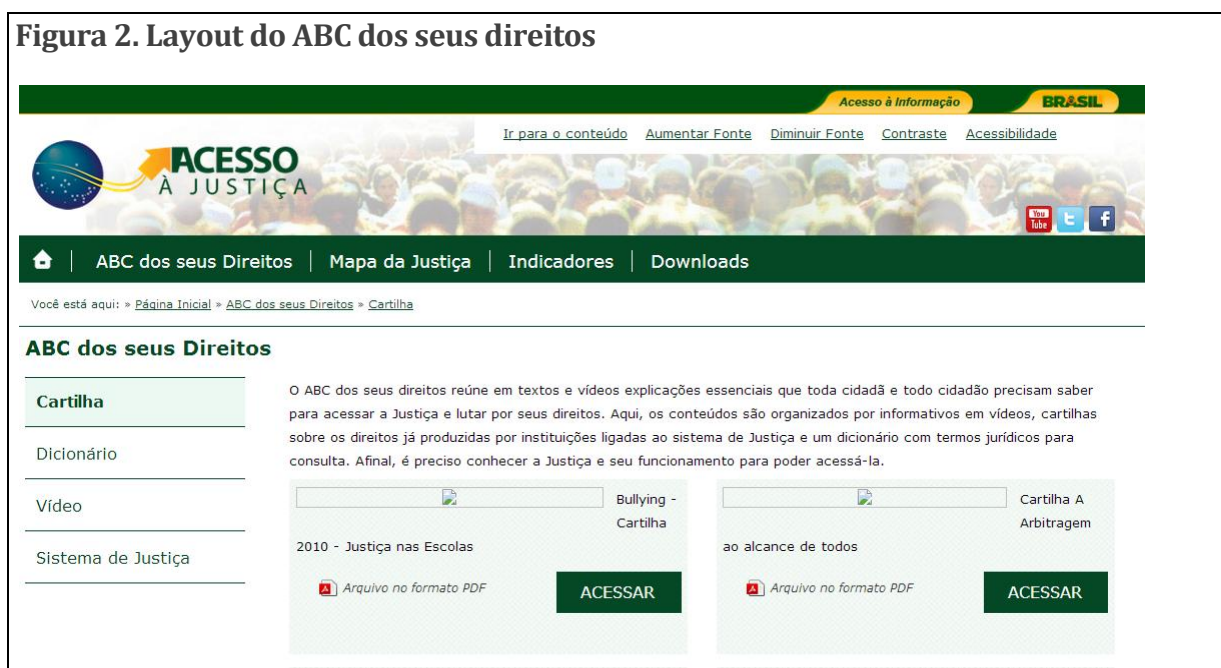 Figura 2. Layout do ABC dos seus direitos
Acesso à Informação
BRASIL
Ir para o conteúdo Aumentar Fonte Diminuir Fonte Contraste Acessibilidade
ACESSO
À JUSTIÇA
You
Tube
t
f
ABC dos seus Direitos | Mapa da Justiça | Indicadores | Downloads
Você está aqui: » Página Inicial » ABC dos seus Direitos » Cartilha
ABC dos seus Direitos
Cartilha
Dicionário
Vídeo
Sistema de Justiça
O ABC dos seus direitos reúne em textos e vídeos explicações essenciais que toda cidadã e todo cidadão precisam saber
para acessar a Justiça e lutar por seus direitos. Aqui, os conteúdos são organizados por informativos em vídeos, cartilhas
sobre os direitos já produzidas por instituições ligadas ao sistema de Justiça e um dicionário com termos jurídicos para
consulta. Afinal, é preciso conhecer a Justiça e seu funcionamento para poder acessá-la.
Bullying -
Cartilha
2010 - Justiça nas Escolas
Arquivo no formato PDF
ACESSAR
Cartilha A
Arbitragem
ao alcance de todos
Arquivo no formato PDF
ACESSAR